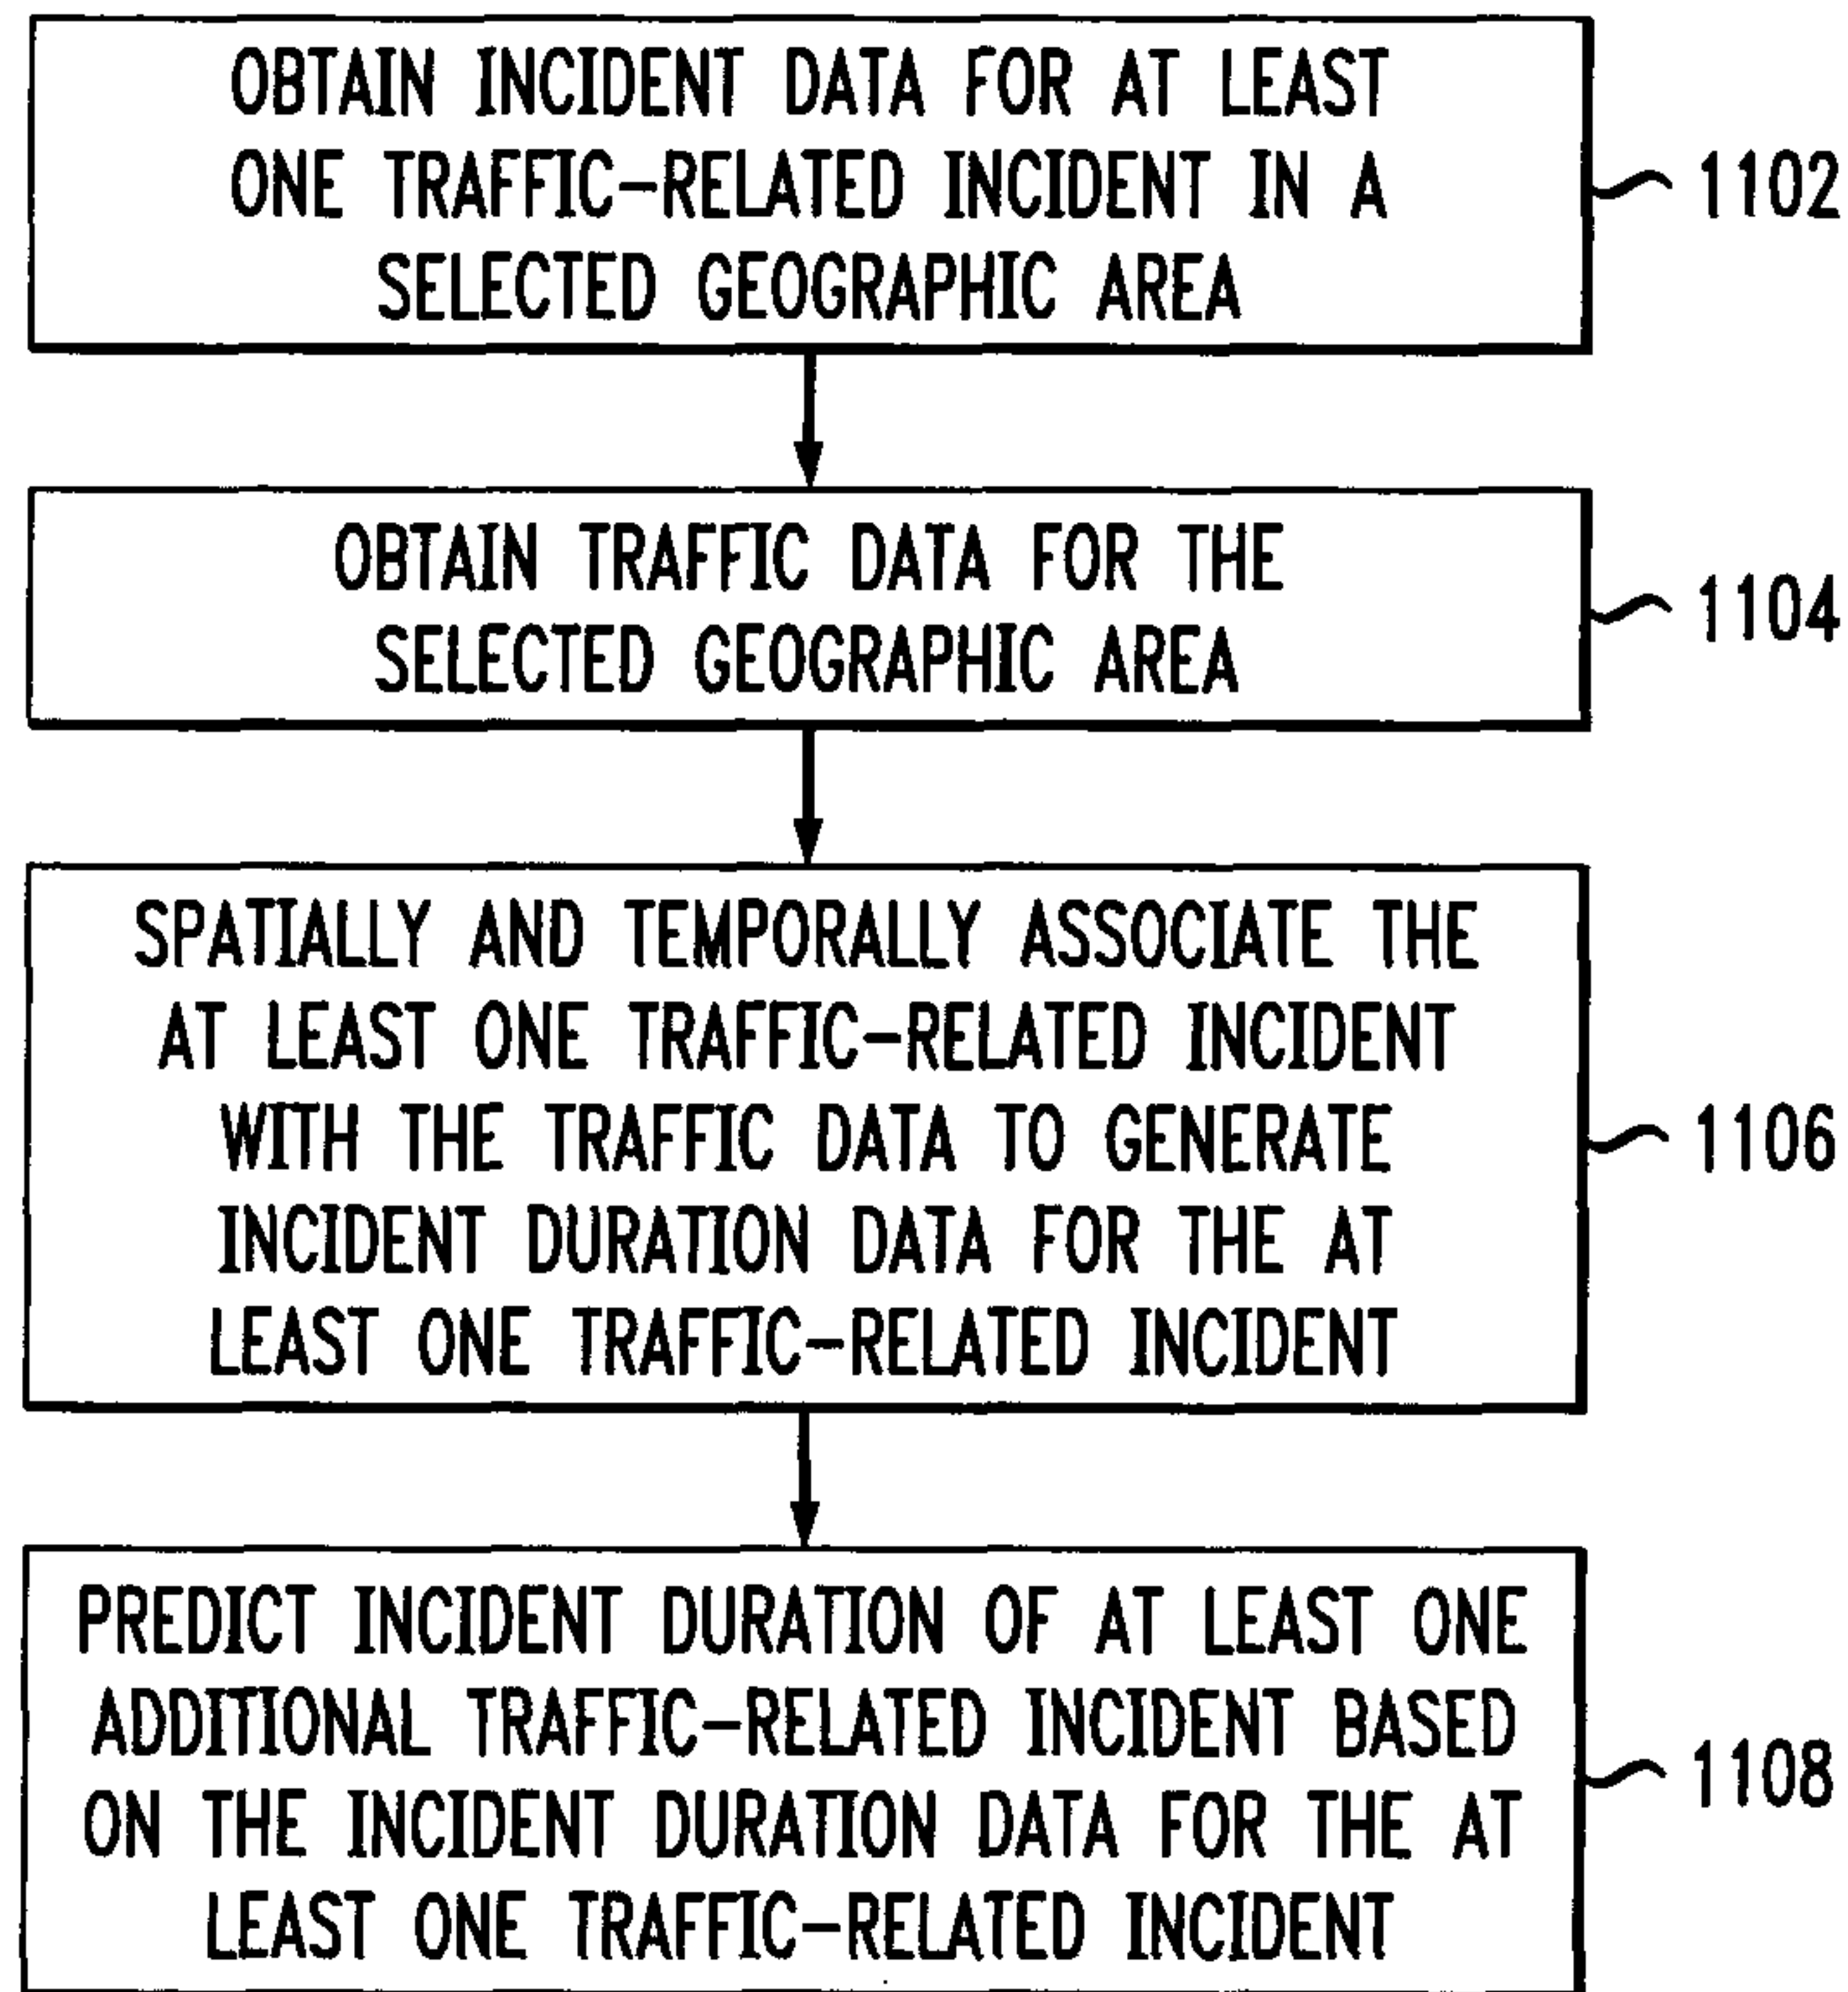 OBTAIN INCIDENT DATA FOR AT LEAST
ONE TRAFFIC-RELATED INCIDENT IN A
SELECTED GEOGRAPHIC AREA
1102
OBTAIN TRAFFIC DATA FOR THE
SELECTED GEOGRAPHIC AREA
1104
SPATIALLY AND TEMPORALLY ASSOCIATE THE
AT LEAST ONE TRAFFIC-RELATED INCIDENT
WITH THE TRAFFIC DATA TO GENERATE
INCIDENT DURATION DATA FOR THE AT
LEAST ONE TRAFFIC-RELATED INCIDENT
1106
PREDICT INCIDENT DURATION OF AT LEAST ONE
ADDITIONAL TRAFFIC-RELATED INCIDENT BASED
ON THE INCIDENT DURATION DATA FOR THE AT
LEAST ONE TRAFFIC-RELATED INCIDENT
1108